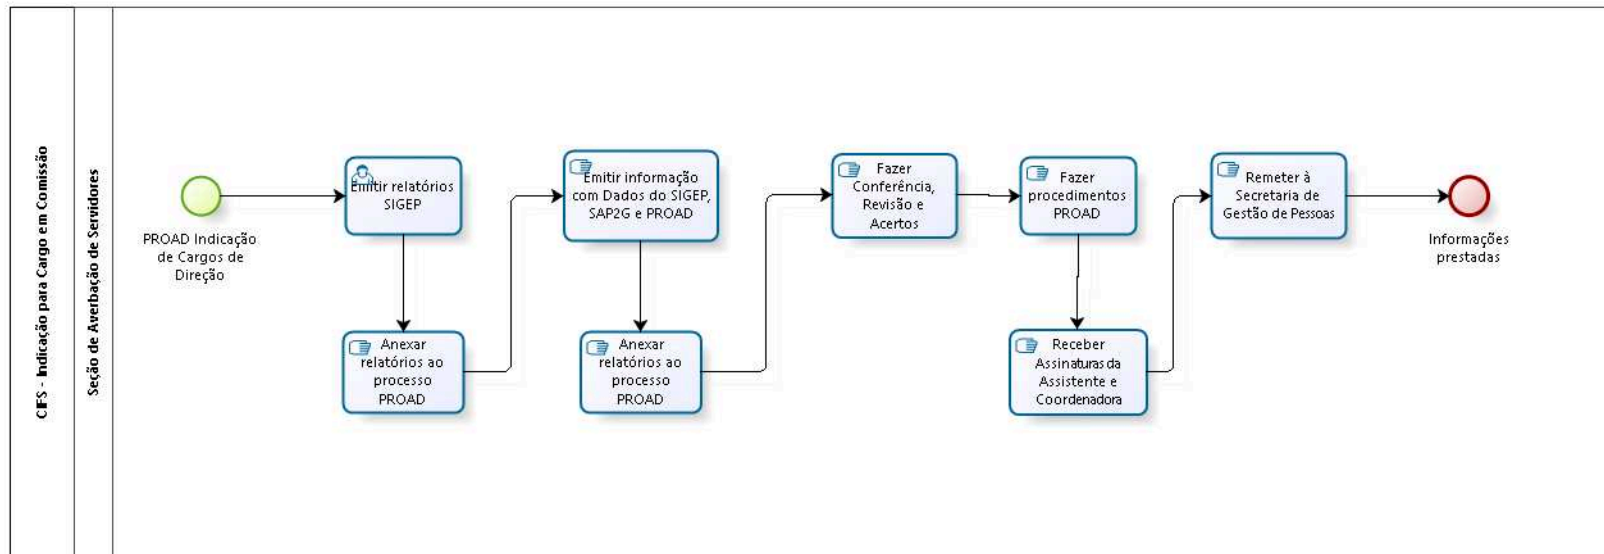 CIFS - Indicação para Cargo em Comissão
Seção de Averbação de Servidores
PROAD Indicação
de Cargos de
Direção
Emitir relatórios
SIGEP
Anexar
relatórios ao
processo
PROAD
Emitir informação
com Dados do SIGEP,
SAP2G e PROAD
Anexar
relatórios ao
processo
PROAD
Fazer
Conferência,
Revisão e
Acertos
Fazer
procedimentos
PROAD
Receber
Assinaturas da
Assistente e
Coordenadora
Remeter à
Secretaria de
Gestão de Pessoas
Informações
prestadas